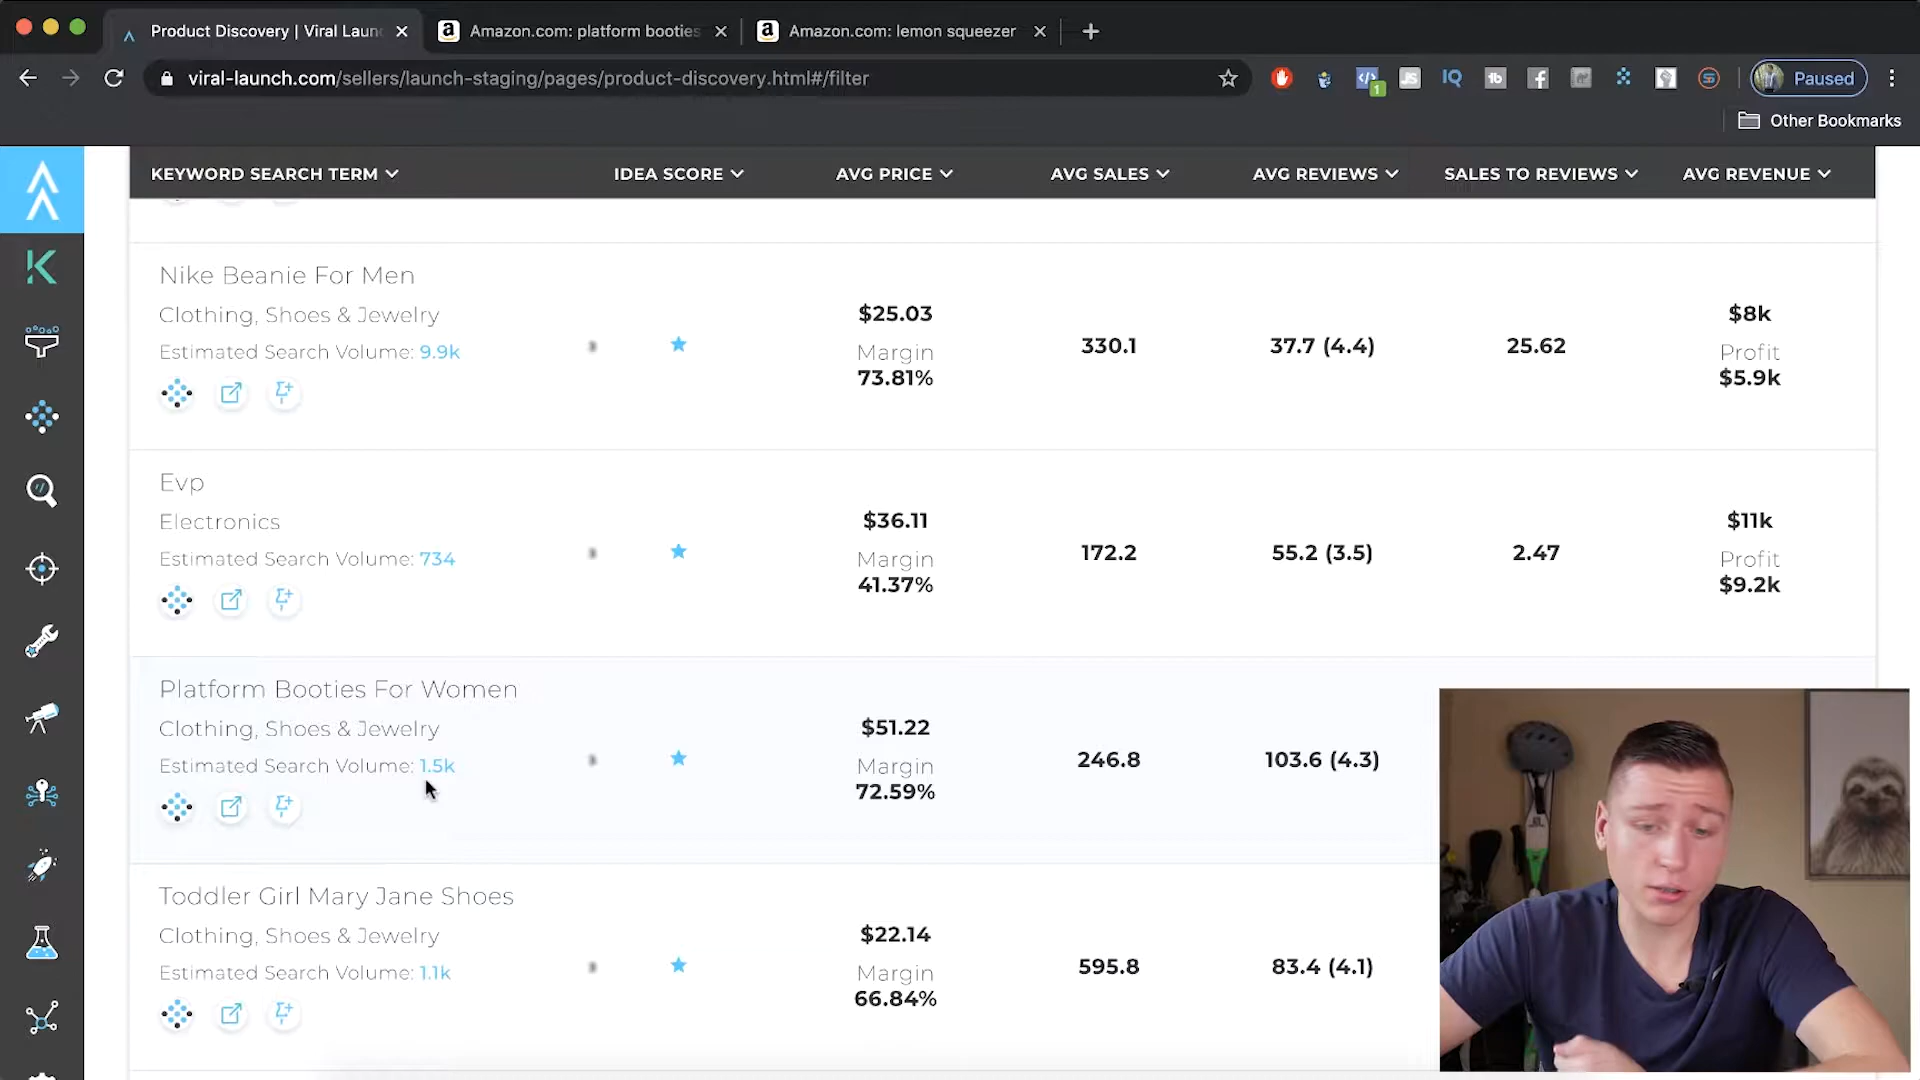 Product Discovery | Viral Laun
Amazon.com: platform booties
Amazon.com: lemon squeezer
viral-launch.com/sellers/launch-staging/pages/product-discovery.html#/filter
1
JS
IQ
tb
Paused
Other Bookmarks
KEYWORD SEARCH TERM
IDEA SCORE
AVG PRICE
AVG SALES
AVG REVIEWS
SALES TO REVIEWS
AVG REVENUE
Nike Beanie For Men
Clothing, Shoes & Jewelry
Estimated Search Volume: 9.9k
$25.03
Margin
73.81%
330.1
37.7 (4.4)
25.62
$8k
Profit
$5.9k
Evp
Electronics
Estimated Search Volume: 734
$36.11
Margin
41.37%
172.2
55.2 (3.5)
2.47
$11k
Profit
$9.2k
Platform Booties For Women
Clothing, Shoes & Jewelry
Estimated Search Volume: 1.5k
$51.22
Margin
72.59%
246.8
103.6 (4.3)
Toddler Girl Mary Jane Shoes
Clothing, Shoes & Jewelry
Estimated Search Volume: 1.1k
$22.14
Margin
66.84%
595.8
83.4 (4.1)